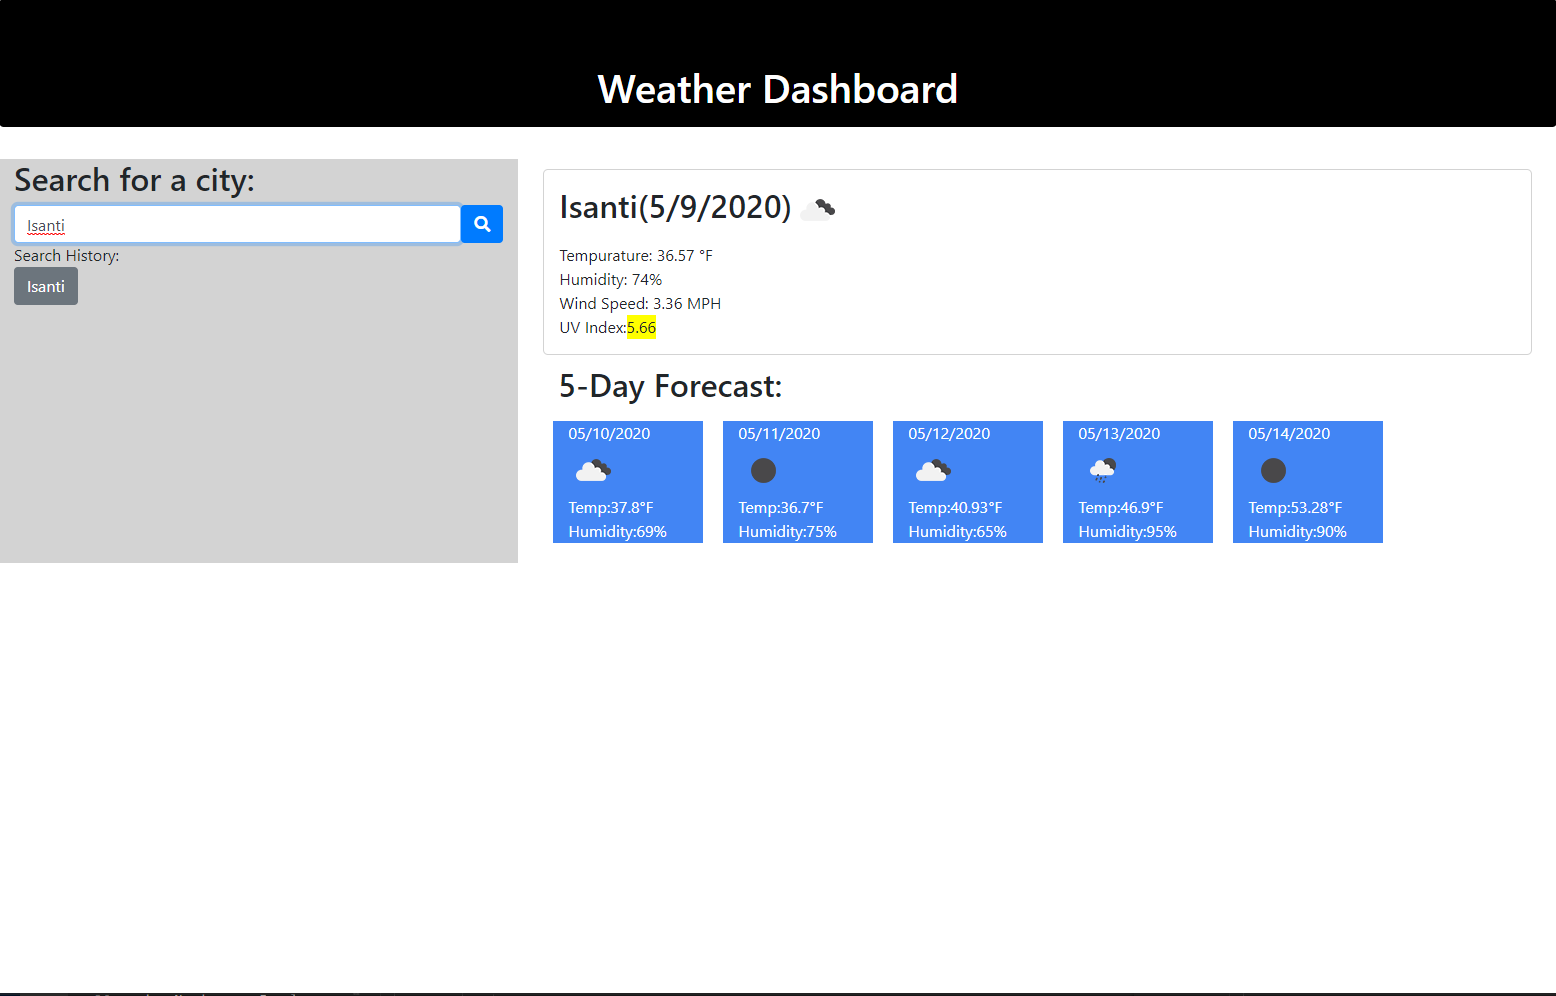 Weather Dashboard
Search for a city:
Isanti
Search History:
Isanti
Isanti(5/9/2020)
Tempurature: 36.57 °F
Humidity: 74%
Wind Speed: 3.36 MPH
UV Index:5.66
5-Day Forecast:
05/10/2020
Temp:37.8°F
Humidity:69%
05/11/2020
Temp:36.7°F
Humidity:75%
05/12/2020
Temp:40.93°F
Humidity:65%
05/13/2020
Temp:46.9°F
Humidity:95%
05/14/2020
Temp:53.28°F
Humidity:90%